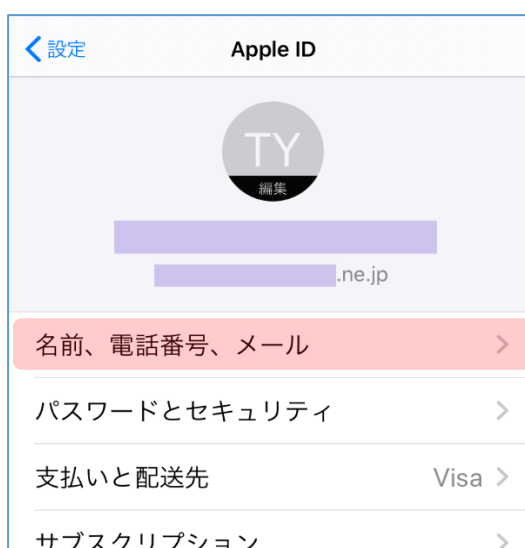 設定
Apple ID
TY
編集
.ne.jp
名前、電話番号、メール
パスワードとセキュリティ
支払いと配送先
Visa
サブスクリプション